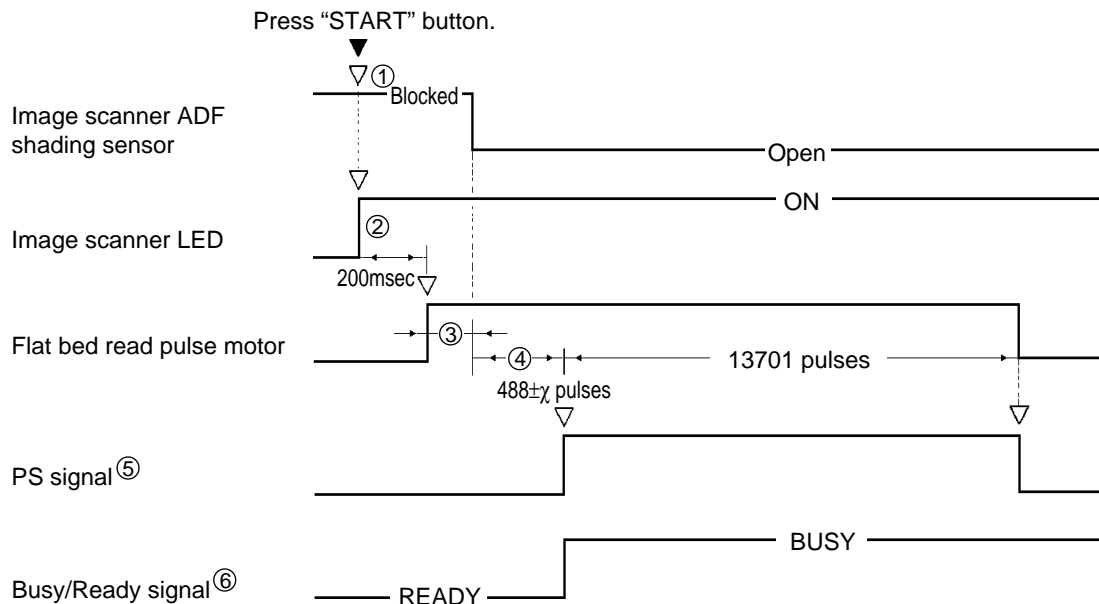 Press “START” button.
①
Blocked
Image scanner ADF
shading sensor
Open
ON
②
Image scanner LED
200msec
③
Flat bed read pulse motor
④
13701 pulses
488±χ pulses
PS signal⑤
BUSY
Busy/Ready signal⑥
READY